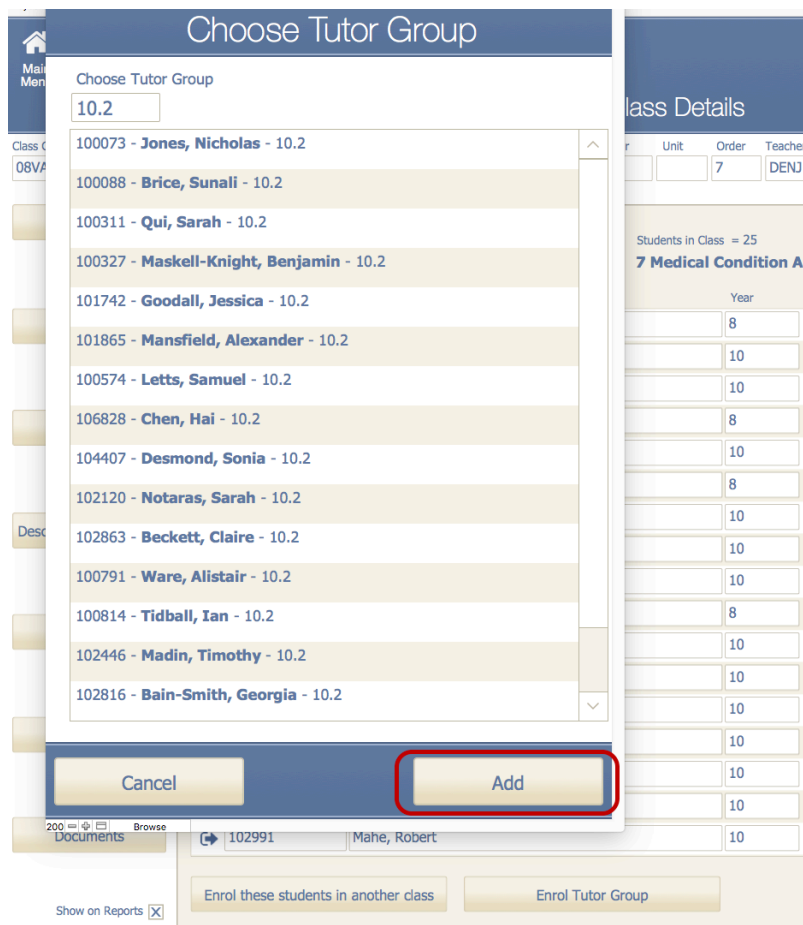 Choose Tutor Group
Main
Men
Choose Tutor Group
10.2
lass Details
Class C
Unit
Order
Teache
08VA
7
DENJ
100073 - Jones, Nicholas - 10.2
100088 - Brice, Sunali - 10.2
100311 - Qui, Sarah - 10.2
100327 - Maskell-Knight, Benjamin - 10.2
101742 - Goodall, Jessica - 10.2
101865 - Mansfield, Alexander - 10.2
100574 - Letts, Samuel - 10.2
106828 - Chen, Hai - 10.2
104407 - Desmond, Sonia - 10.2
102120 - Notaras, Sarah - 10.2
102863 - Beckett, Claire - 10.2
100791 - Ware, Alistair - 10.2
100814 - Tidball, Ian - 10.2
102446 - Madin, Timothy - 10.2
102816 - Bain-Smith, Georgia - 10.2
Students in Class = 25
7 Medical Condition A
Year
8
10
10
8
10
8
10
10
10
8
10
10
10
10
10
10
Desc
Cancel
Add
200
Browse
Documents
102991
Mahe, Robert
10
Enrol these students in another class
Enrol Tutor Group
Show on Reports X